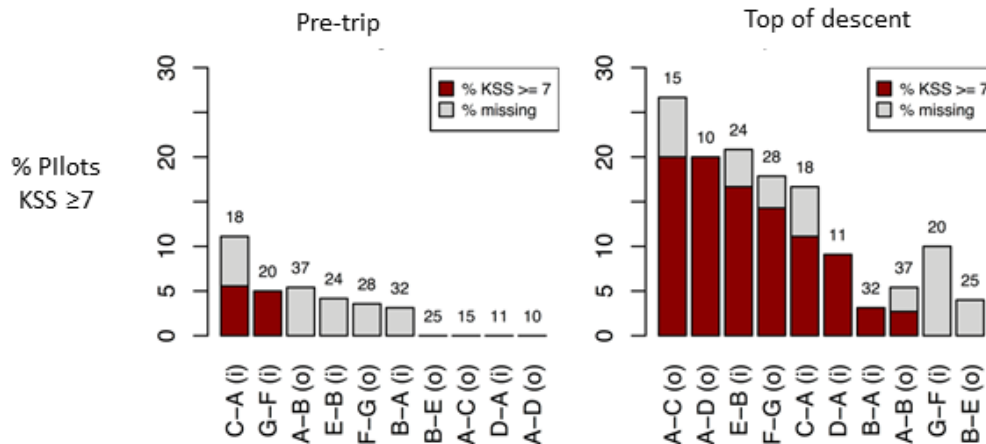 Pre-trip
Top of descent
% PIlots
KSS ≥7
30
20
10
5
0
% KSS >= 7
% missing
18
20
37
24
28
32
25
15
11
10
C−A (i)
G−F (i)
A−B (o)
E−B (i)
F−G (o)
B−A (i)
B−E (o)
A−C (o)
D−A (i)
A−D (o)
30
20
10
5
0
% KSS >= 7
% missing
15
10
24
28
18
11
32
37
20
25
A−C (o)
A−D (o)
E−B (i)
F−G (o)
C−A (i)
D−A (i)
B−A (i)
A−B (o)
G−F (i)
B−E (o)